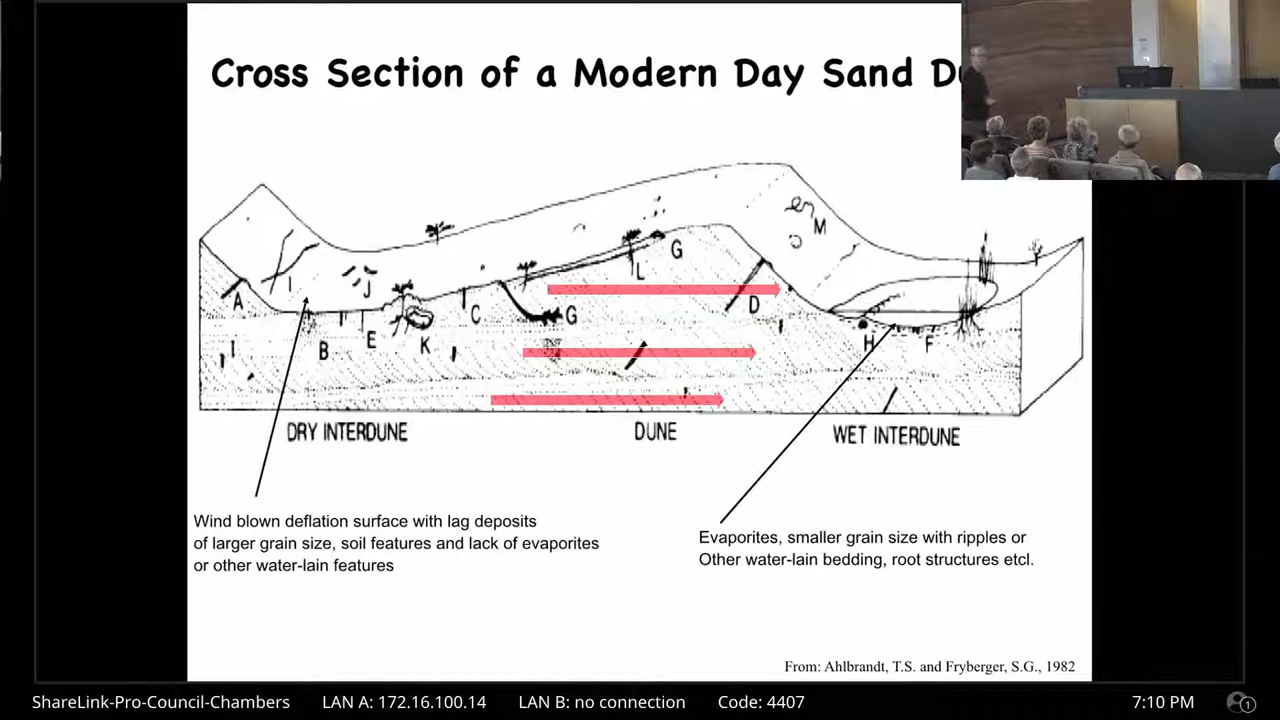 Cross Section of a Modern Day Sand
M
G
L
A
I
J
C
D
G
I
B
E
K
H
F
DRY INTERDUNE
DUNE
WET INTERDUNE
Wind blown deflation surface with lag deposits
of larger grain size, soil features and lack of evaporites
or other water-lain features
Evaporites, smaller grain size with ripples or
Other water-lain bedding, root structures etcl.
From: Ahlbrandt, T.S. and Fryberger, S.G., 1982
ShareLink-Pro-Council-Chambers LAN A: 172.16.100.14 LAN B: no connection Code: 4407 7:10 PM 1